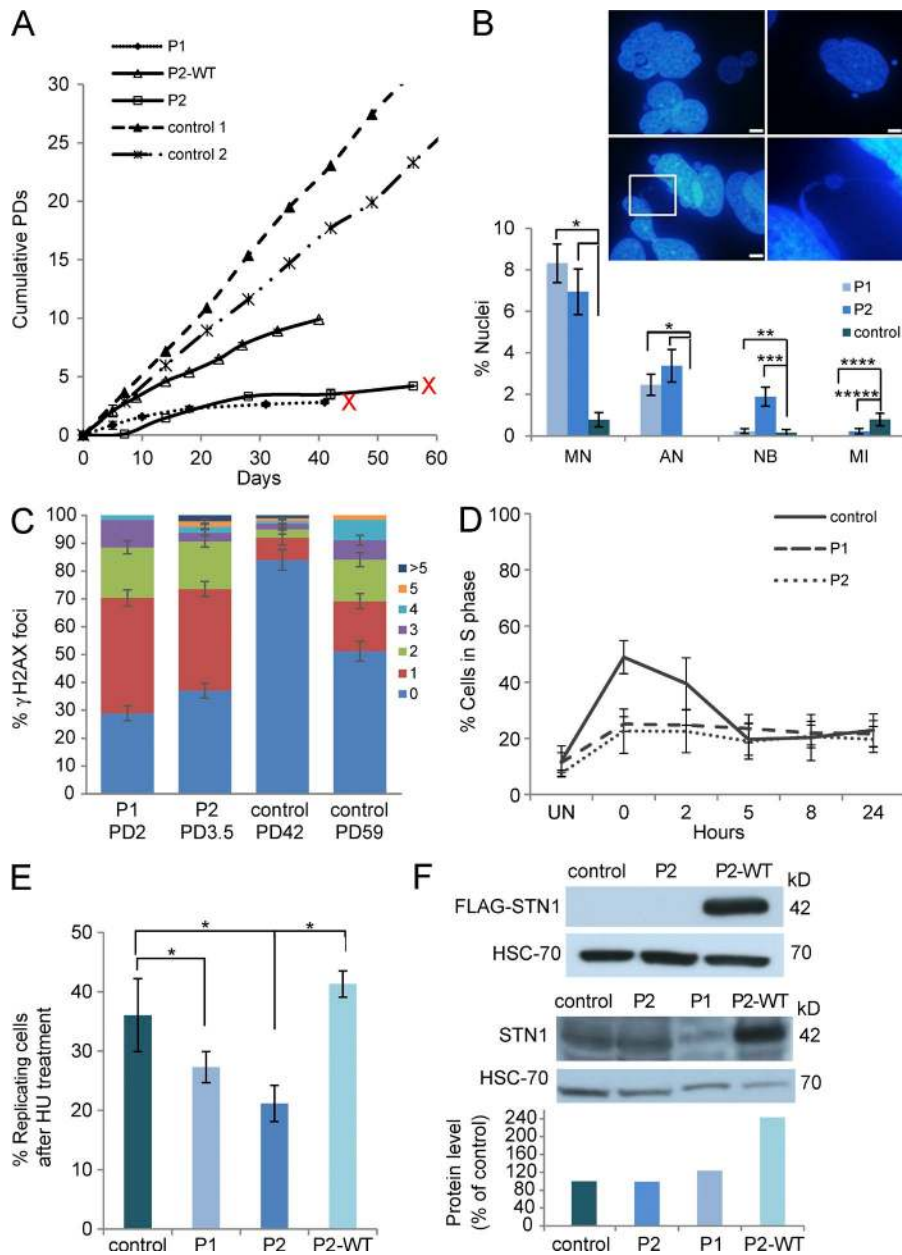 A
P1
P2-WT
P2
control 1
control 2
30
25
20
15
10
5
0
Cumulative PDs
0 10 20 30 40 50 60
Days
X
X
B
10
8
6
4
2
0
% Nuclei
P1
P2
control
*
*
**
***
****
*****
MN AN NB MI
C
100
90
80
70
60
50
40
30
20
10
0
% γH2AX foci
>5
5
4
3
2
1
0
P1 P2 control control
PD2 PD3.5 PD42 PD59
D
control
P1
P2
100
80
60
40
20
0
% Cells in S phase
UN 0 2 5 8 24
Hours
E
50
40
30
20
10
0
% Replicating cells
after HU treatment
* * *
control P1 P2 P2-WT
F
control P2 P2-WT kD
FLAG-STN1 42
HSC-70 70
control P2 P1 P2-WT kD
STN1 42
HSC-70 70
240
200
160
120
80
40
0
Protein level
(% of control)
control P2 P1 P2-WT